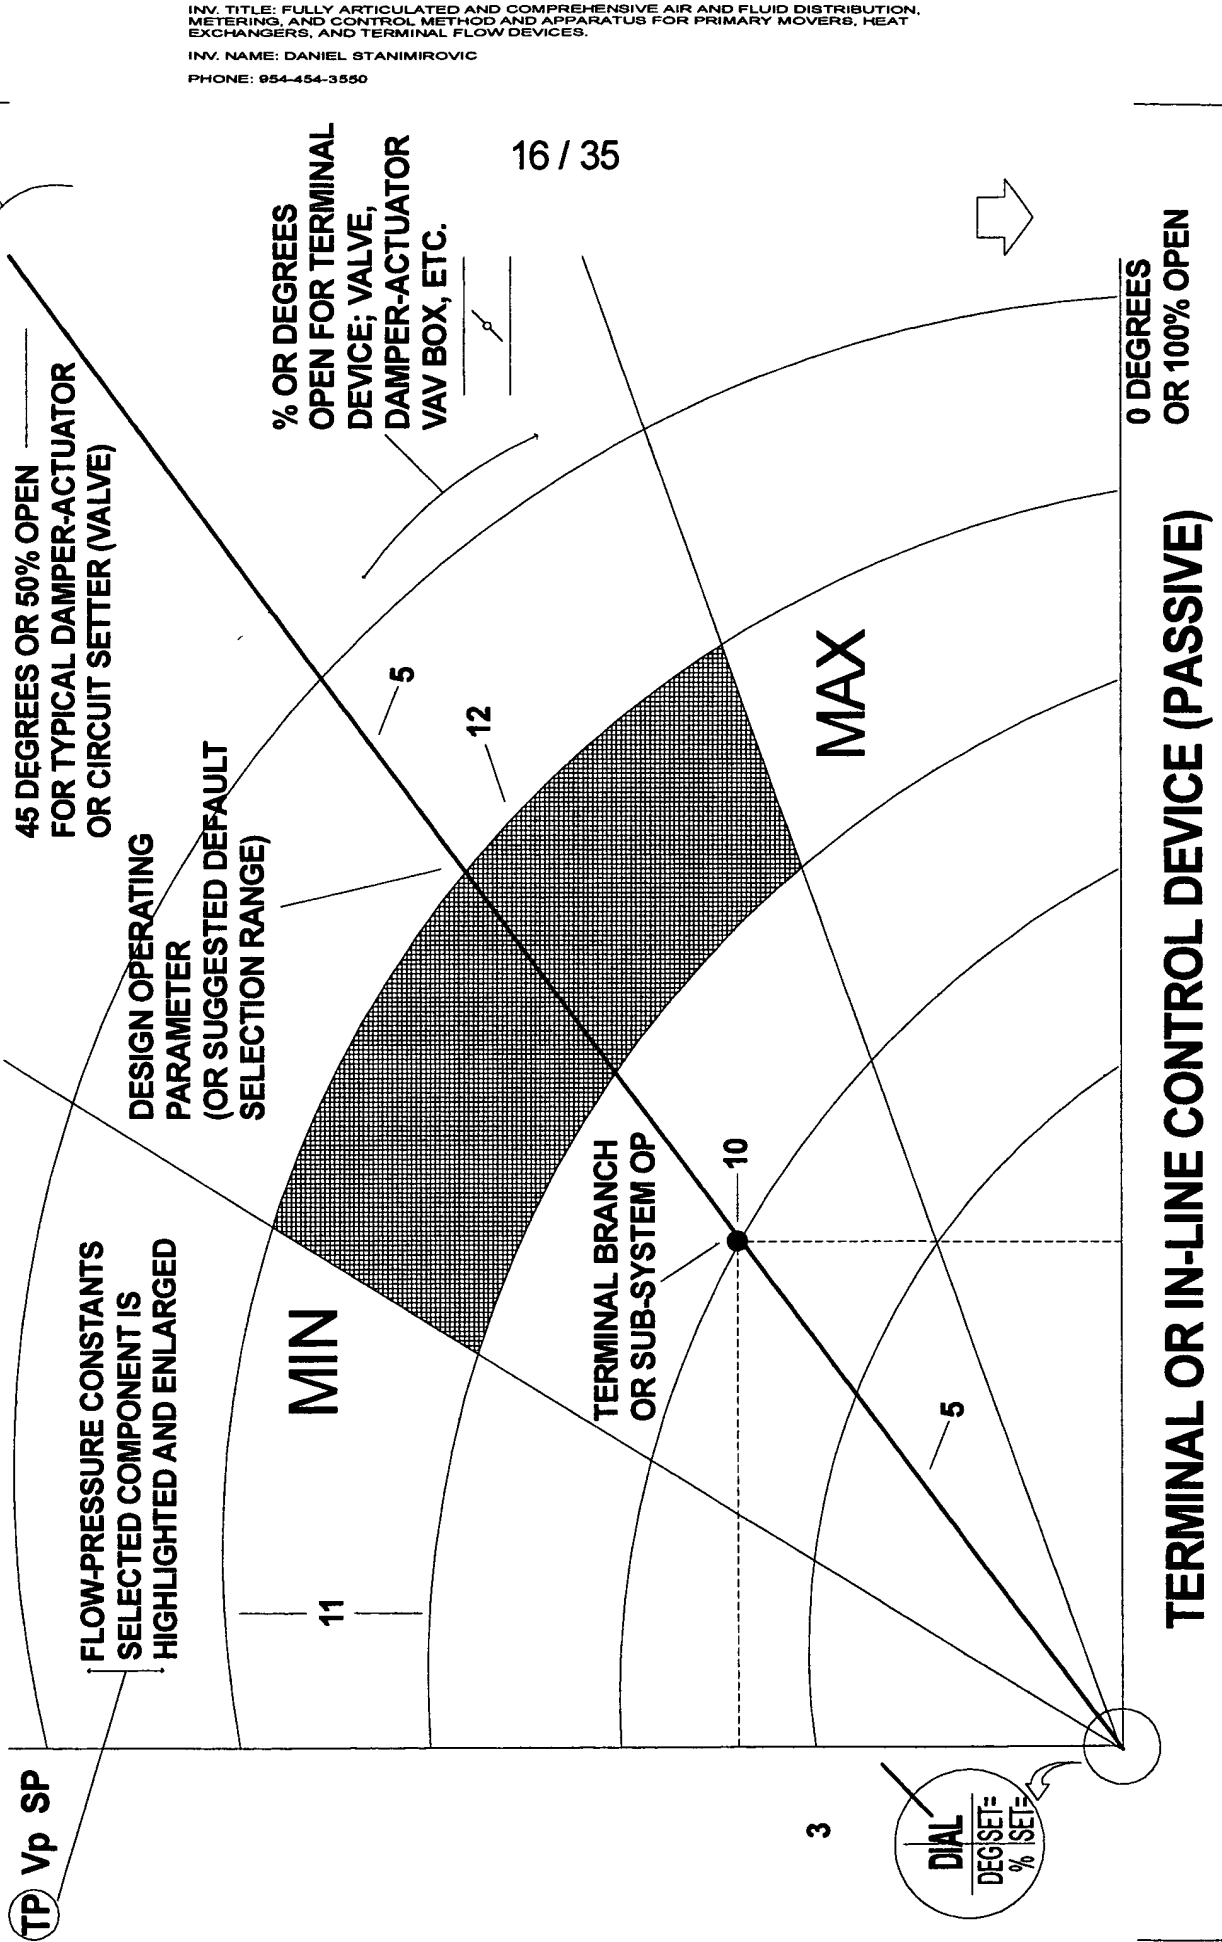 INV. TITLE: FULLY ARTICULATED AND COMPREHENSIVE AIR AND FLUID DISTRIBUTION,
METERING, AND CONTROL METHOD AND APPARATUS FOR PRIMARY MOVERS, HEAT
EXCHANGERS, AND TERMINAL FLOW DEVICES.
INV. NAME: DANIEL STANIMIROVIC
PHONE: 954-454-3550
16 / 35
TP Vp SP
FLOW-PRESSURE CONSTANTS
SELECTED COMPONENT IS
HIGHLIGHTED AND ENLARGED
45 DEGREES OR 50% OPEN
FOR TYPICAL DAMPER-ACTUATOR
OR CIRCUIT SETTER (VALVE)
DESIGN OPERATING
PARAMETER
(OR SUGGESTED DEFAULT
SELECTION RANGE)
% OR DEGREES
OPEN FOR TERMINAL
DEVICE; VALVE,
DAMPER-ACTUATOR
VAV BOX, ETC.
MIN
11
5
12
TERMINAL BRANCH
OR SUB-SYSTEM OP
10
MAX
5
3
DIAL
DEG SET=
% SET=
0 DEGREES
OR 100% OPEN
TERMINAL OR IN-LINE CONTROL DEVICE (PASSIVE)